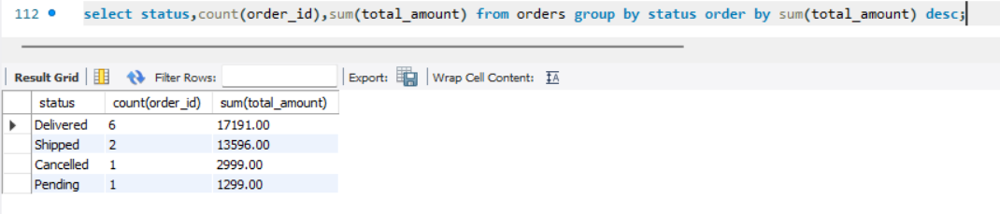 112 select status,count(order_id),sum(total_amount) from orders group by status order by sum(total_amount) desc;
Result Grid Filter Rows: Export: Wrap Cell Content: IA
status count(order_id) sum(total_amount)
Delivered 6 17191.00
Shipped 2 13596.00
Cancelled 1 2999.00
Pending 1 1299.00